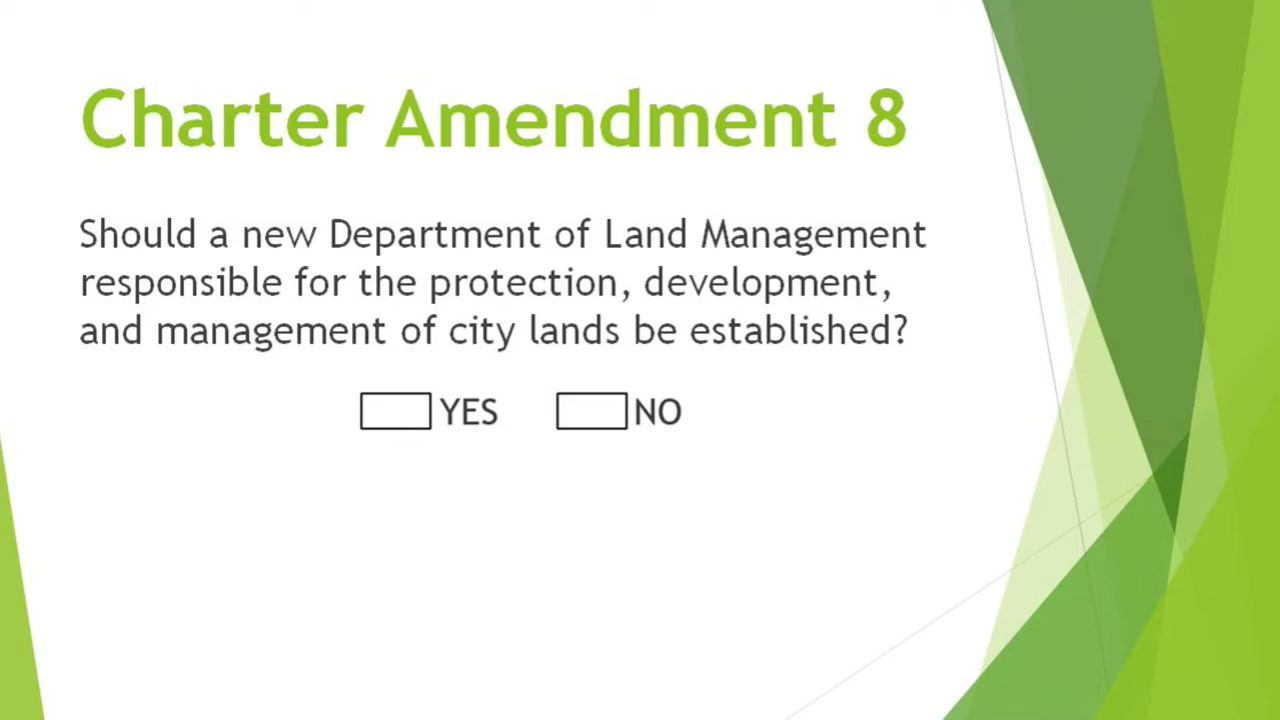 Charter Amendment 8
Should a new Department of Land Management
responsible for the protection, development,
and management of city lands be established?
YES NO